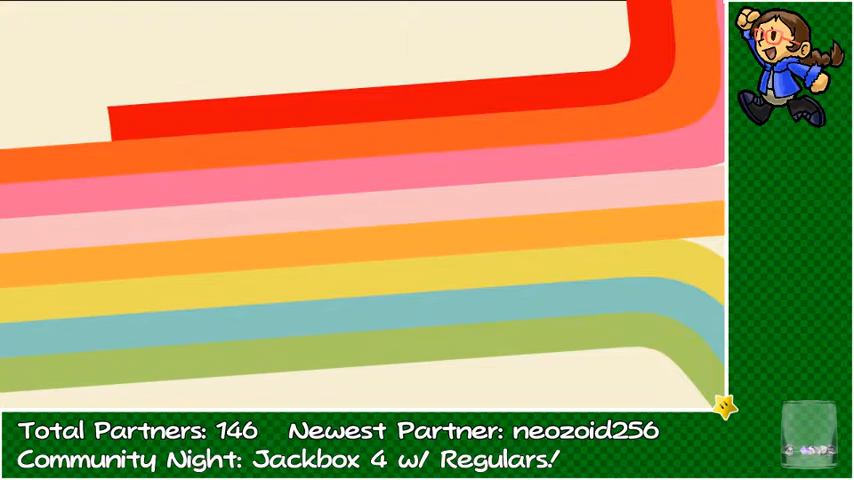 Total Partners: 146 Newest Partner: neozoid256
Community Night: Jackbox 4 w/ Regulars!